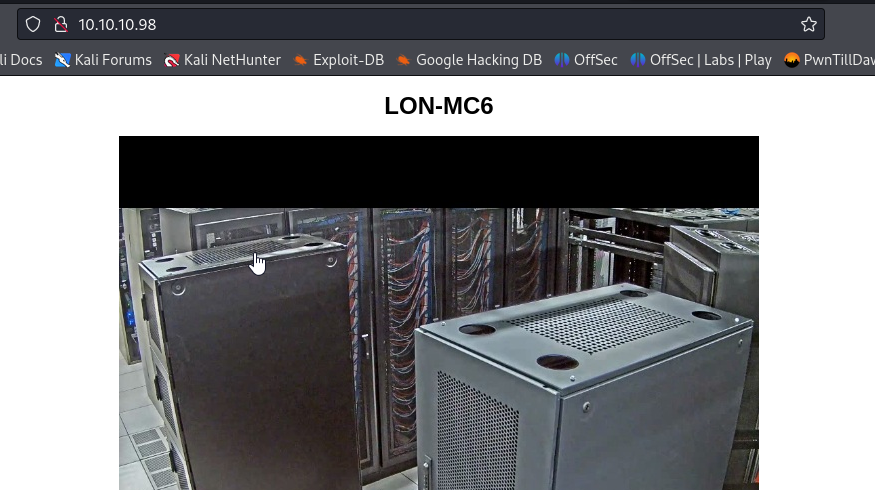 10.10.10.98
li Docs Kali Forums Kali NetHunter Exploit-DB Google Hacking DB OffSec OffSec | Labs | Play PwnTillDaw
LON-MC6